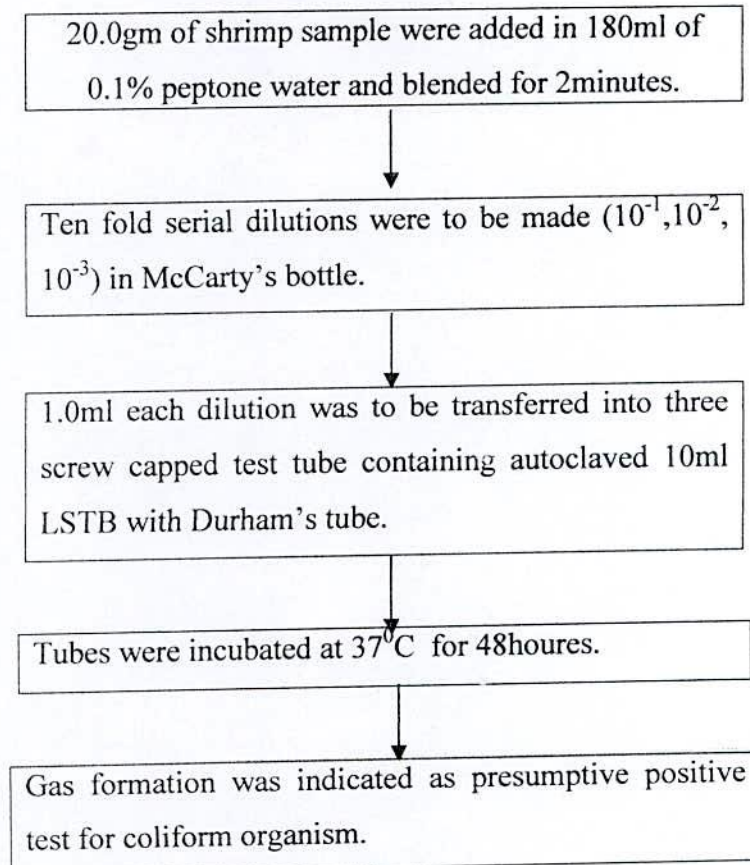 20.0gm of shrimp sample were added in 180ml of
0.1% peptone water and blended for 2minutes.
Ten fold serial dilutions were to be made (10⁻¹,10⁻²,
10⁻³) in McCarty's bottle.
1.0ml each dilution was to be transferred into three
screw capped test tube containing autoclaved 10ml
LSTB with Durham's tube.
Tubes were incubated at 37⁰C for 48houres.
Gas formation was indicated as presumptive positive
test for coliform organism.